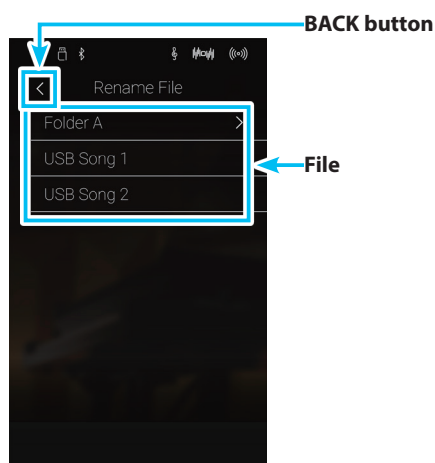 BACK button
Rename File
Folder A
USB Song 1
File
USB Song 2